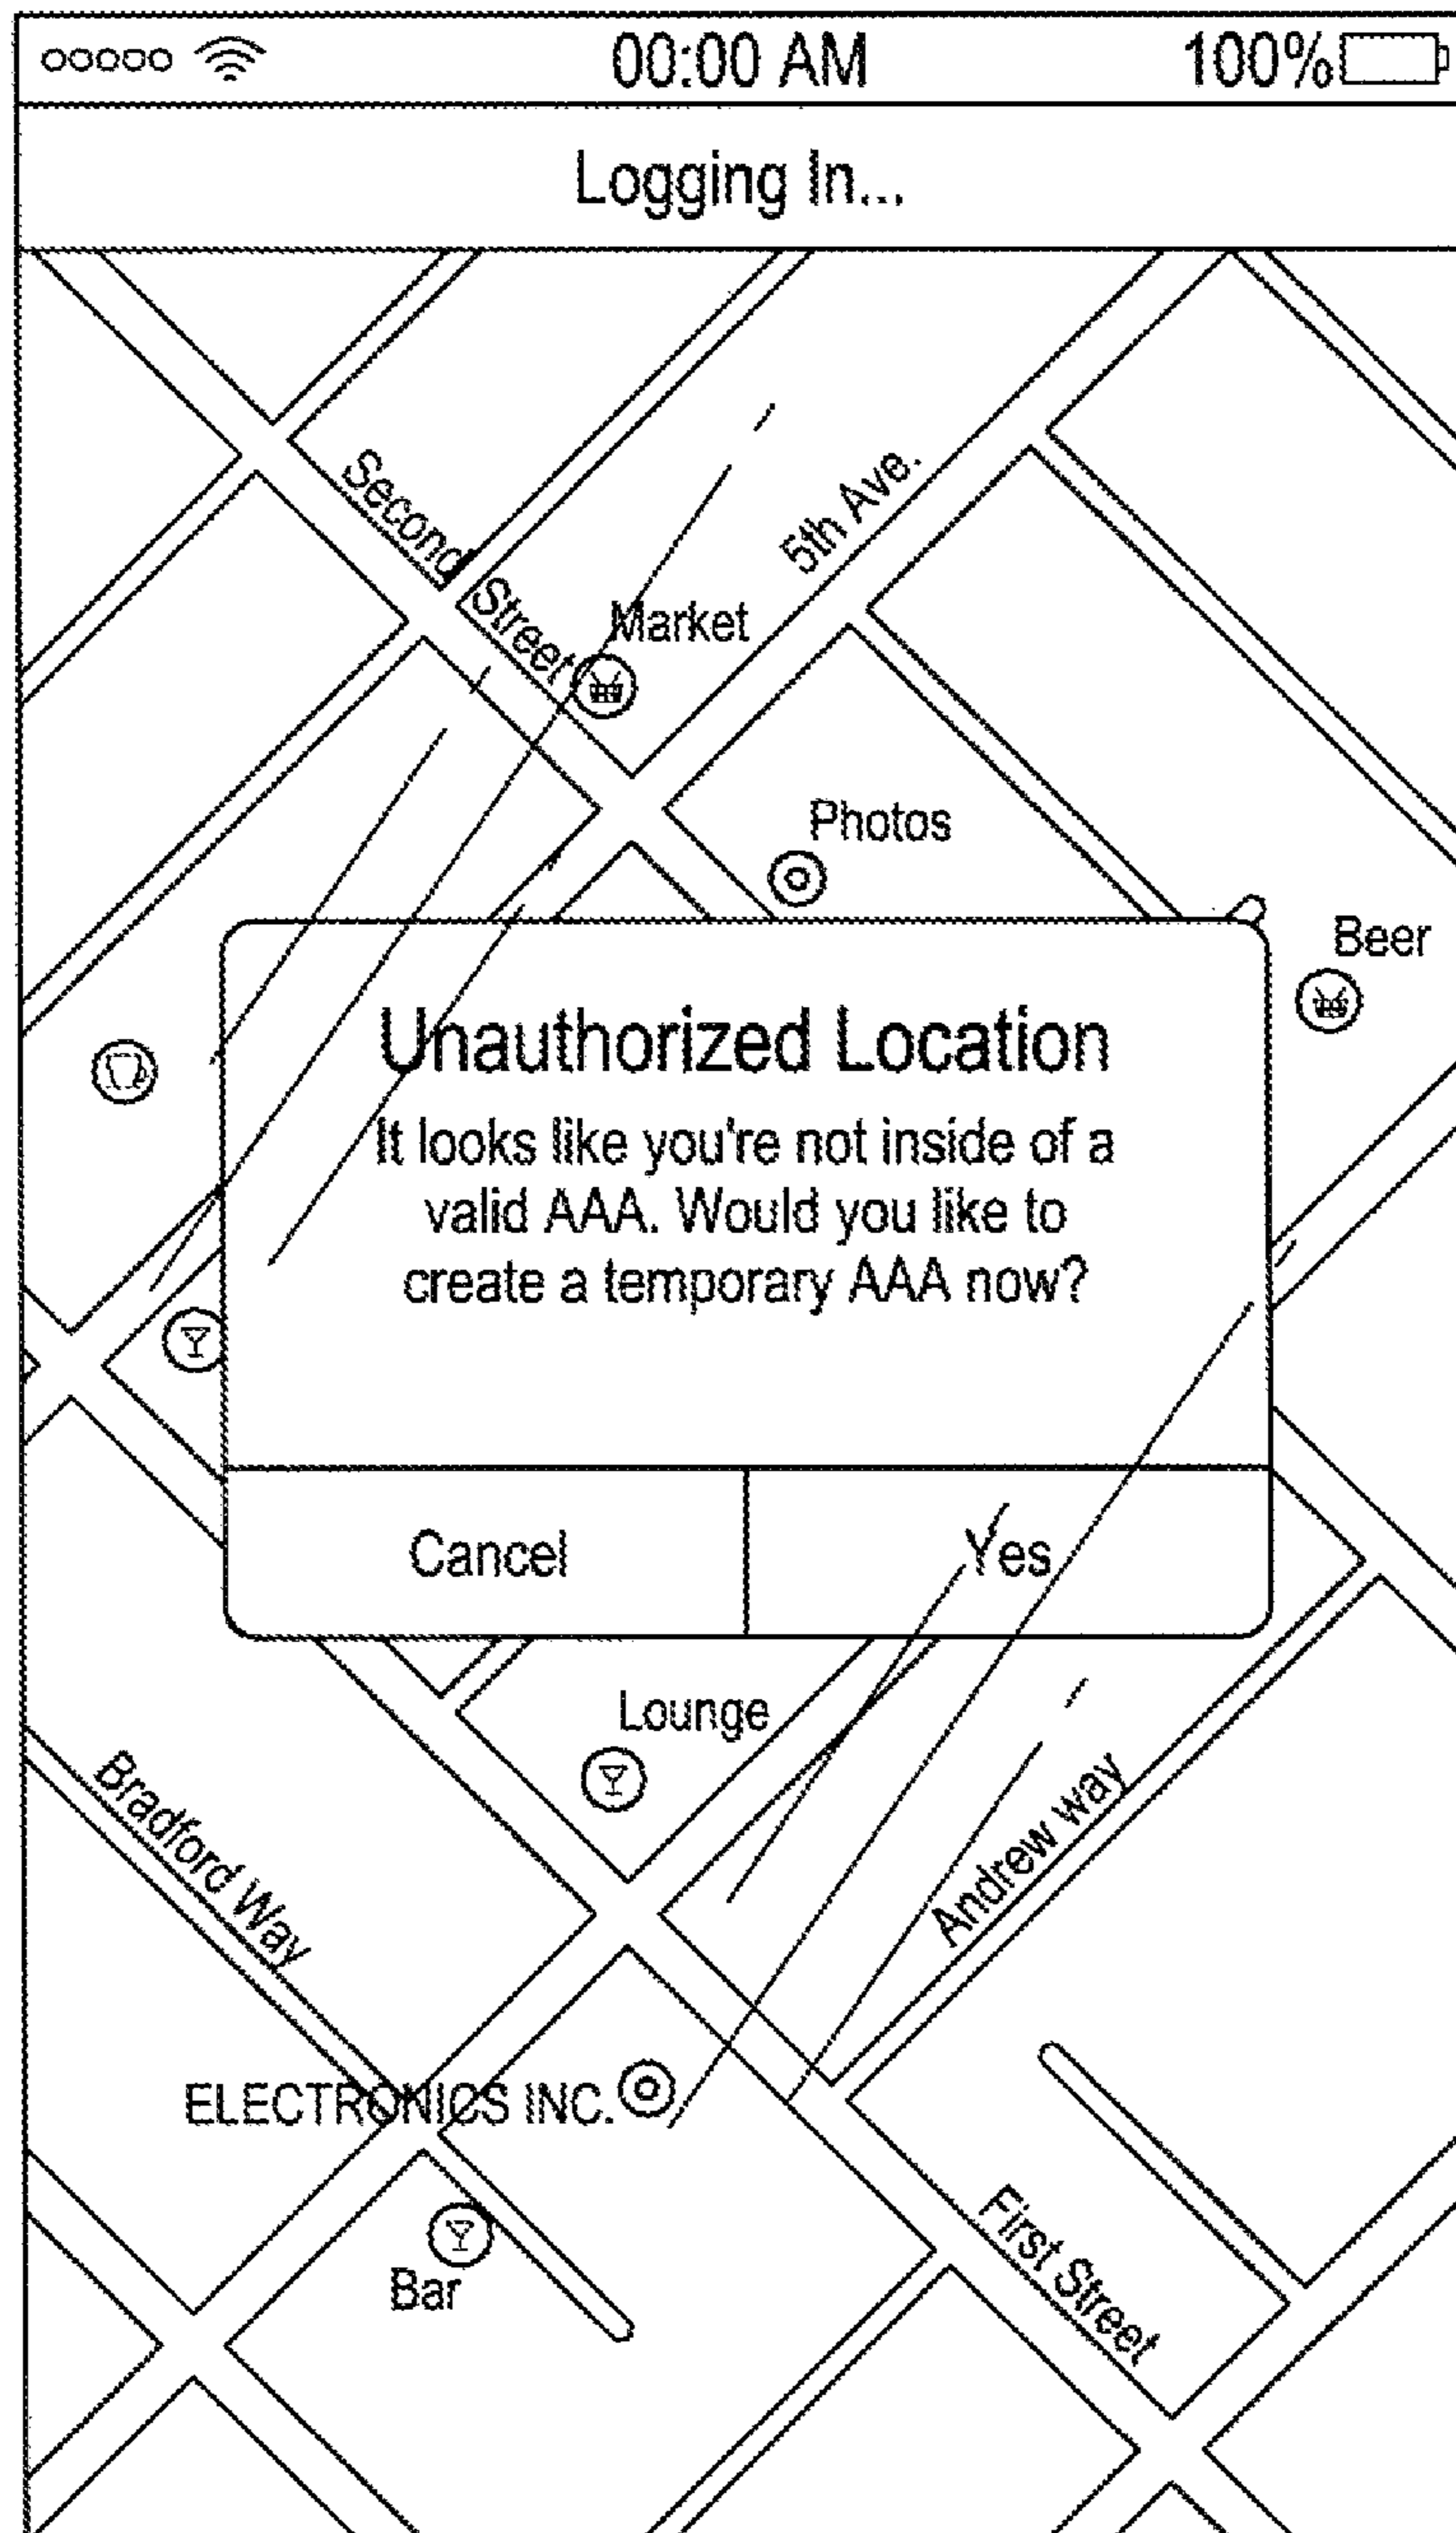 00:00 AM 100%
Logging In...
Second Street
5th Ave.
Market
Photos
Beer
Unauthorized Location
It looks like you're not inside of a
valid AAA. Would you like to
create a temporary AAA now?
Cancel Yes
Lounge
Bradford Way
Andrew way
ELECTRONICS INC.
Bar
First Street